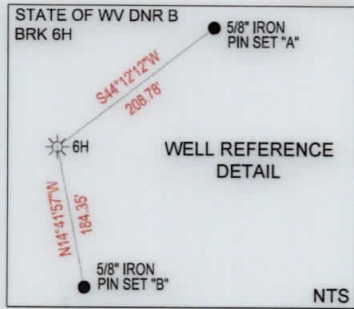 STATE OF WV DNR B
BRK 6H
5/8" IRON
PIN SET "A"
S44°12'12"W
208.78'
6H
WELL REFERENCE
DETAIL
N14°41'57"W
184.35'
5/8" IRON
PIN SET "B"
NTS